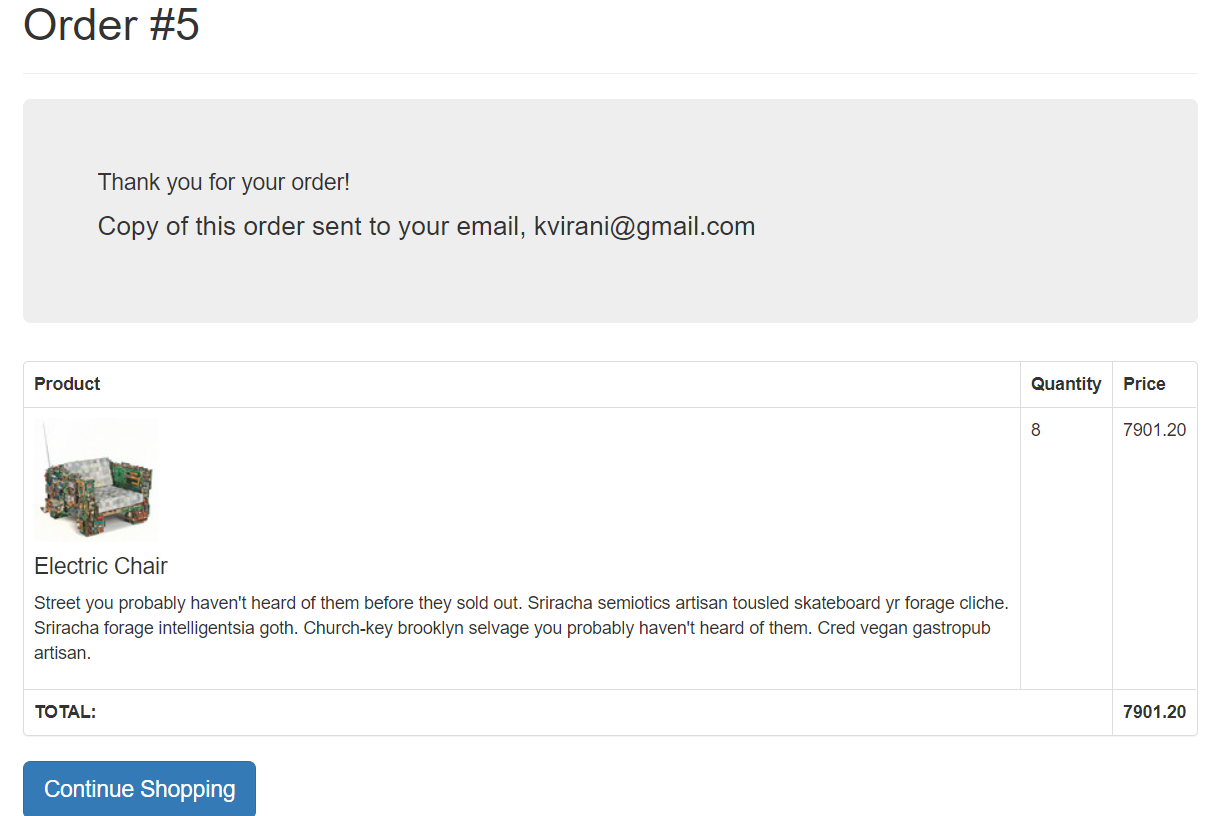 Order #5
Thank you for your order!
Copy of this order sent to your email, kvirani@gmail.com
Product Quantity Price
8 7901.20
Electric Chair
Street you probably haven't heard of them before they sold out. Sriracha semiotics artisan tousled skateboard yr forage cliche.
Sriracha forage intelligentsia goth. Church-key brooklyn selvage you probably haven't heard of them. Cred vegan gastropub
artisan.
TOTAL: 7901.20
Continue Shopping